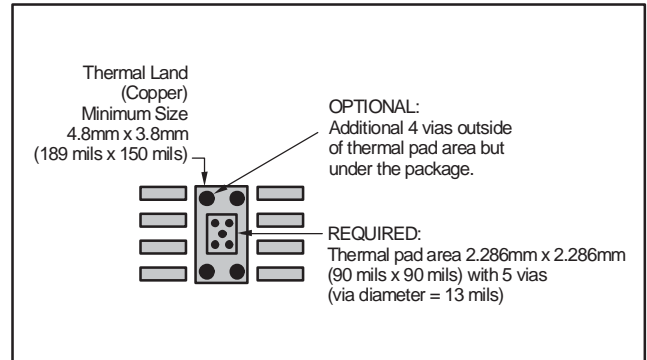 Thermal Land
(Copper)
Minimum Size
4.8mm x 3.8mm
(189 mils x 150 mils)
OPTIONAL:
Additional 4 vias outside
of thermal pad area but
under the package.
REQUIRED:
Thermal pad area 2.286mm x 2.286mm
(90 mils x 90 mils) with 5 vias
(via diameter = 13 mils)